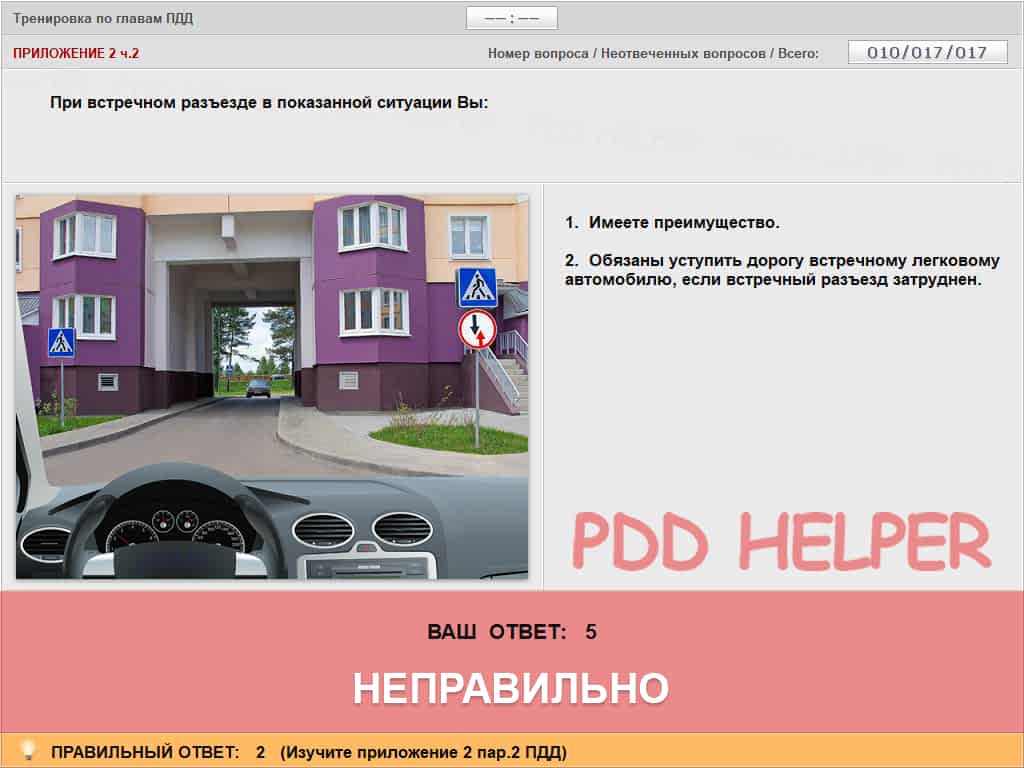 Тренировка по главам ПДД
–– : ––
ПРИЛОЖЕНИЕ 2 ч.2
Номер вопроса / Неотвеченных вопросов / Всего:
010/017/017
При встречном разъезде в показанной ситуации Вы:
1. Имеете преимущество.
2. Обязаны уступить дорогу встречному легковому
автомобилю, если встречный разъезд затруднен.
PDD HELPER
ВАШ ОТВЕТ: 5
НЕПРАВИЛЬНО
ПРАВИЛЬНЫЙ ОТВЕТ: 2 (Изучите приложение 2 пар.2 ПДД)